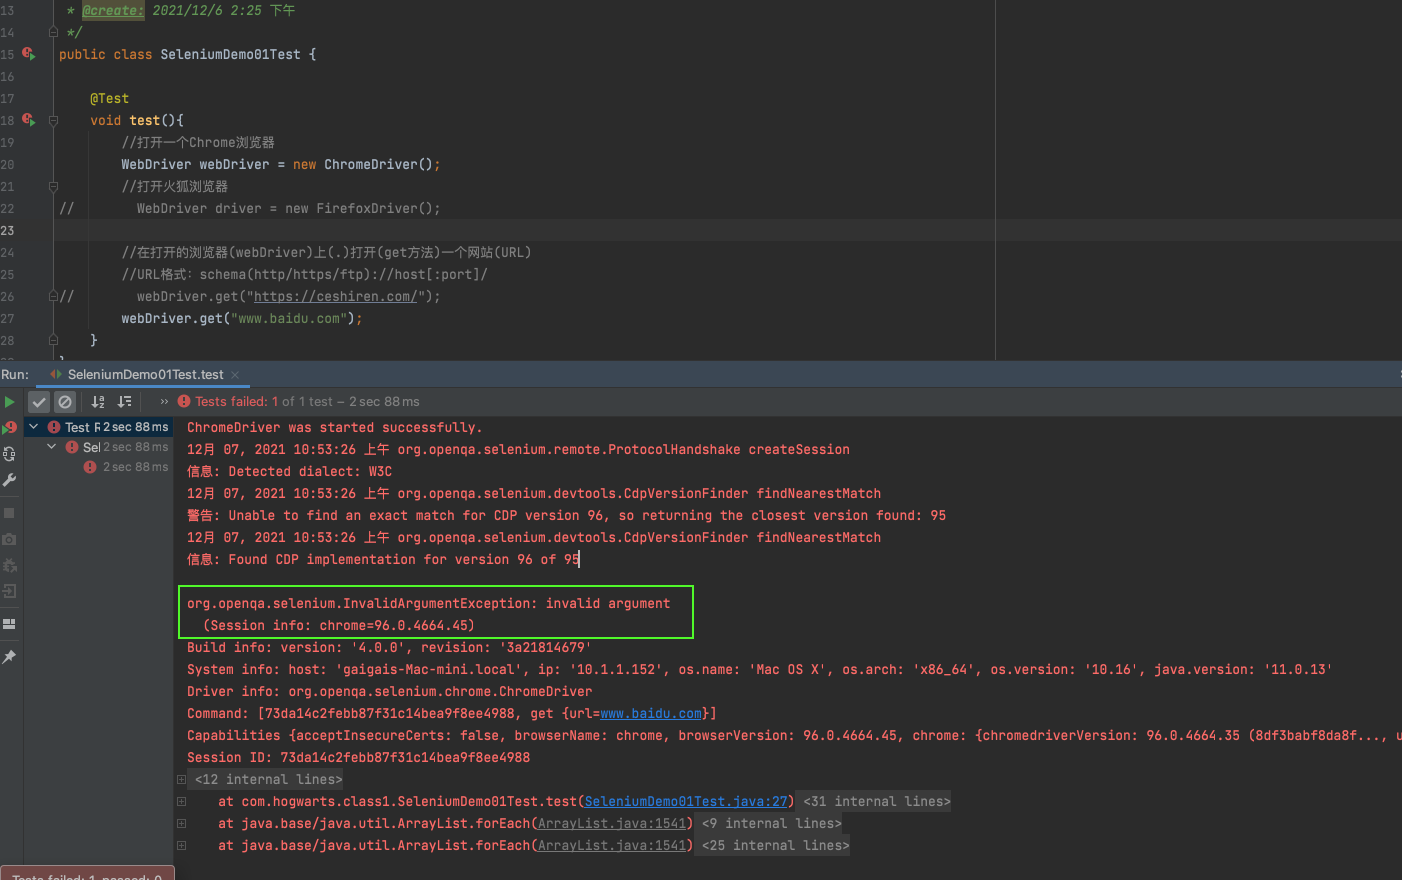 13 * @create: 2021/12/6 2:25 下午
14 */
15 public class SeleniumDemo01Test {
16
17 @Test
18 void test(){
19 //打开一个Chrome浏览器
20 WebDriver webDriver = new ChromeDriver();
21 //打开火狐浏览器
22 // WebDriver driver = new FirefoxDriver();
23
24 //在打开的浏览器(webDriver)上(.)打开(get方法)一个网站(URL)
25 //URL格式: schema(http/https/ftp)://host[:port]/
26 // webDriver.get("https://ceshiren.com/");
27 webDriver.get("www.baidu.com");
28 }
Run: SeleniumDemo01Test.test ×
» Tests failed: 1 of 1 test – 2 sec 88 ms
Test R 2 sec 88 ms
Sel 2 sec 88 ms
2 sec 88 ms
ChromeDriver was started successfully.
12月 07, 2021 10:53:26 上午 org.openqa.selenium.remote.ProtocolHandshake createSession
信息: Detected dialect: W3C
12月 07, 2021 10:53:26 上午 org.openqa.selenium.devtools.CdpVersionFinder findNearestMatch
警告: Unable to find an exact match for CDP version 96, so returning the closest version found: 95
12月 07, 2021 10:53:26 上午 org.openqa.selenium.devtools.CdpVersionFinder findNearestMatch
信息: Found CDP implementation for version 96 of 95
org.openqa.selenium.InvalidArgumentException: invalid argument
(Session info: chrome=96.0.4664.45)
Build info: version: '4.0.0', revision: '3a21814679'
System info: host: 'gaigais-Mac-mini.local', ip: '10.1.1.152', os.name: 'Mac OS X', os.arch: 'x86_64', os.version: '10.16', java.version: '11.0.13'
Driver info: org.openqa.selenium.chrome.ChromeDriver
Command: [73da14c2febb87f31c14bea9f8ee4988, get {url=www.baidu.com}]
Capabilities {acceptInsecureCerts: false, browserName: chrome, browserVersion: 96.0.4664.45, chrome: {chromedriverVersion: 96.0.4664.35 (8df3babf8da8f..., u
Session ID: 73da14c2febb87f31c14bea9f8ee4988
<12 internal lines>
at com.hogwarts.class1.SeleniumDemo01Test.test(SeleniumDemo01Test.java:27) <31 internal lines>
at java.base/java.util.ArrayList.forEach(ArrayList.java:1541) <9 internal lines>
at java.base/java.util.ArrayList.forEach(ArrayList.java:1541) <25 internal lines>
Tests failed: 1, passed: 0